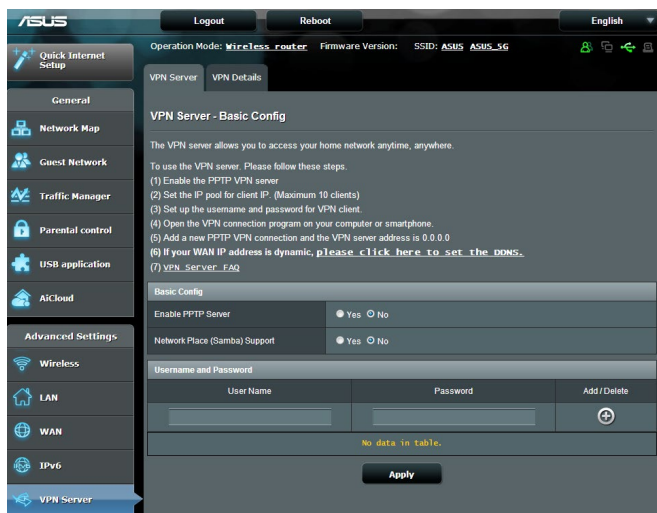 ASUS
Logout
Reboot
English
Quick Internet
Setup
Operation Mode: Wireless router Firmware Version: SSID: ASUS ASUS_5G
VPN Server
VPN Details
General
Network Map
Guest Network
Traffic Manager
Parental control
USB application
AiCloud
Advanced Settings
Wireless
LAN
WAN
IPv6
VPN Server
VPN Server - Basic Config
The VPN server allows you to access your home network anytime, anywhere.
To use the VPN server. Please follow these steps.
(1) Enable the PPTP VPN server
(2) Set the IP pool for client IP. (Maximum 10 clients)
(3) Set up the username and password for VPN client.
(4) Open the VPN connection program on your computer or smartphone.
(5) Add a new PPTP VPN connection and the VPN server address is 0.0.0.0
(6) If your WAN IP address is dynamic, please click here to set the DDNS.
(7) VPN Server FAQ
Basic Config
Enable PPTP Server Yes No
Network Place (Samba) Support Yes No
Username and Password
User Name Password Add / Delete
No data in table.
Apply